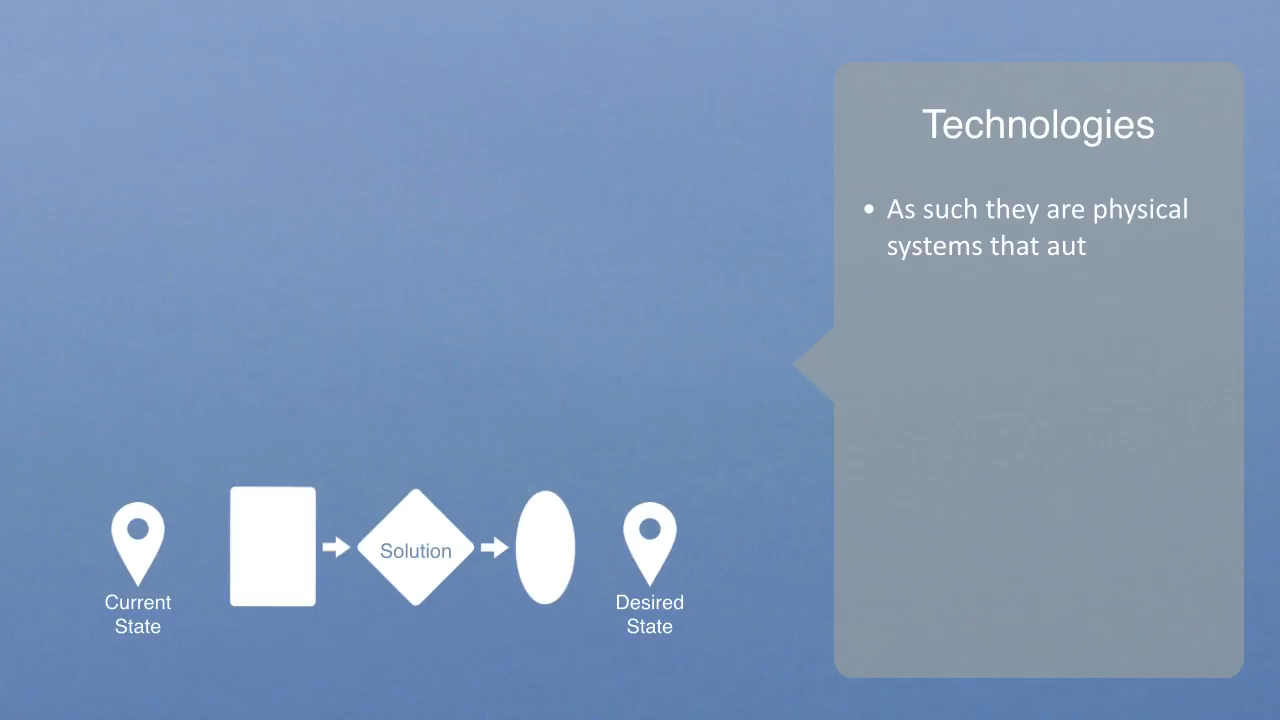 Technologies
• As such they are physical
systems that aut
Solution
Current
State
Desired
State